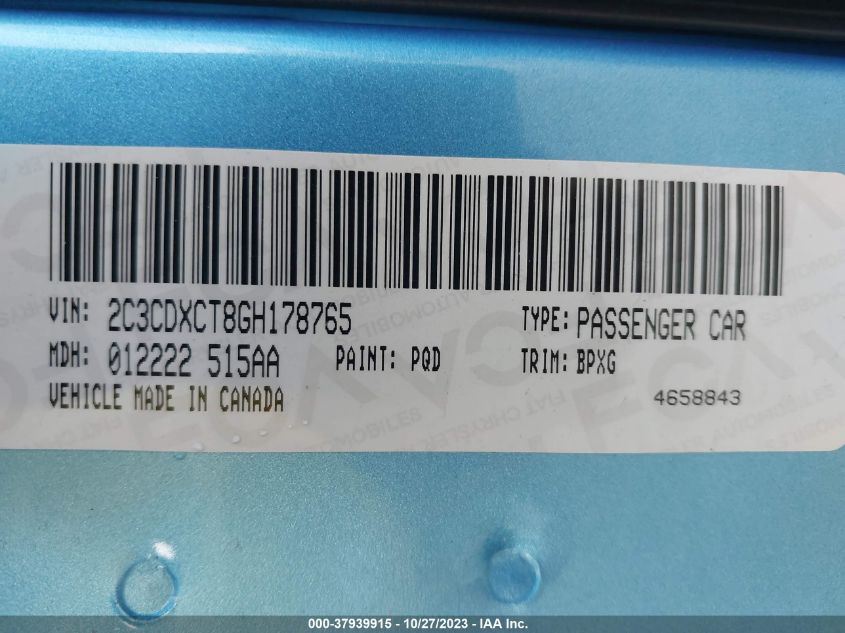 VIN: 2C3CDXCT8GH178765 TYPE: PASSENGER CAR
MDH: 012222 515AA PAINT: PQD TRIM: BPXG
VEHICLE MADE IN CANADA 4658843
000-37939915 - 10/27/2023 - IAA Inc.